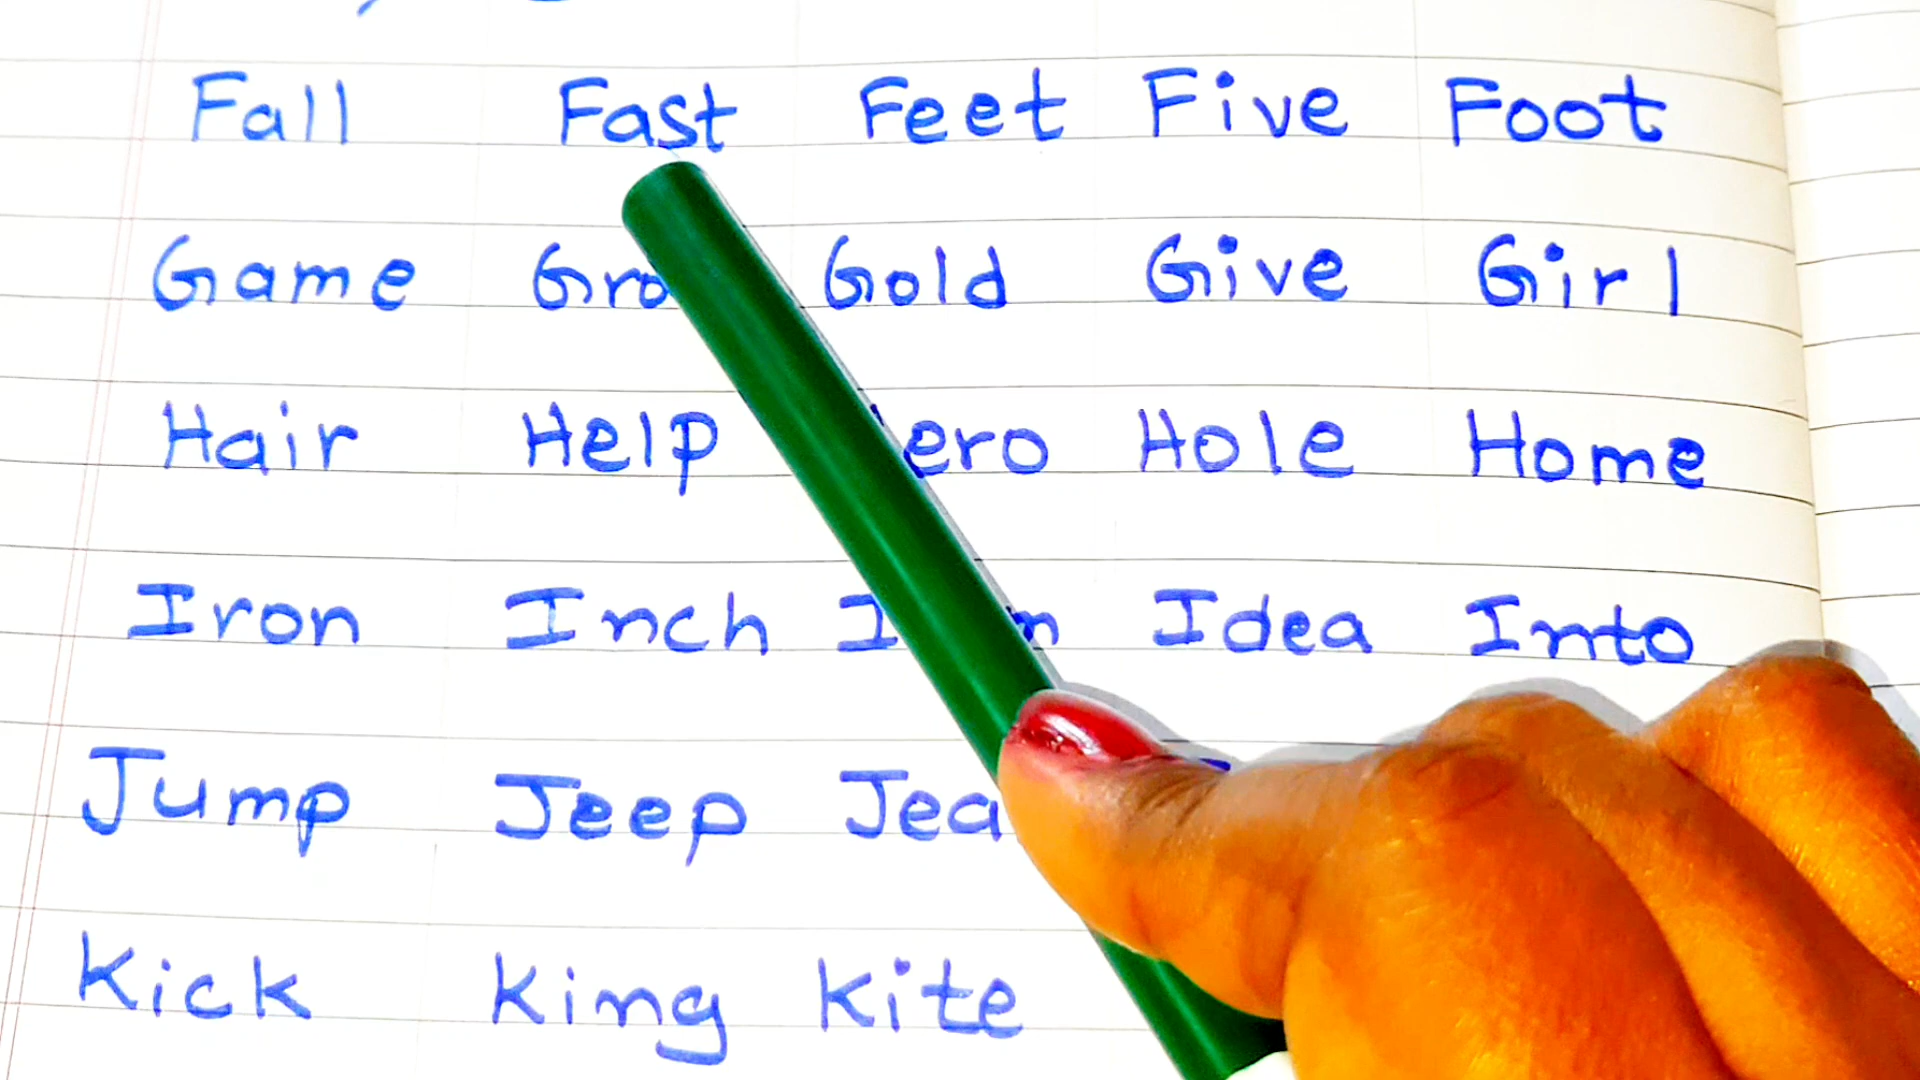 Fall Fast Feet Five Foot
Game Gold Give Girl
Hair Help Hole Home
Iron Inch Idea Into
Jump Jeep
Kick King Kite